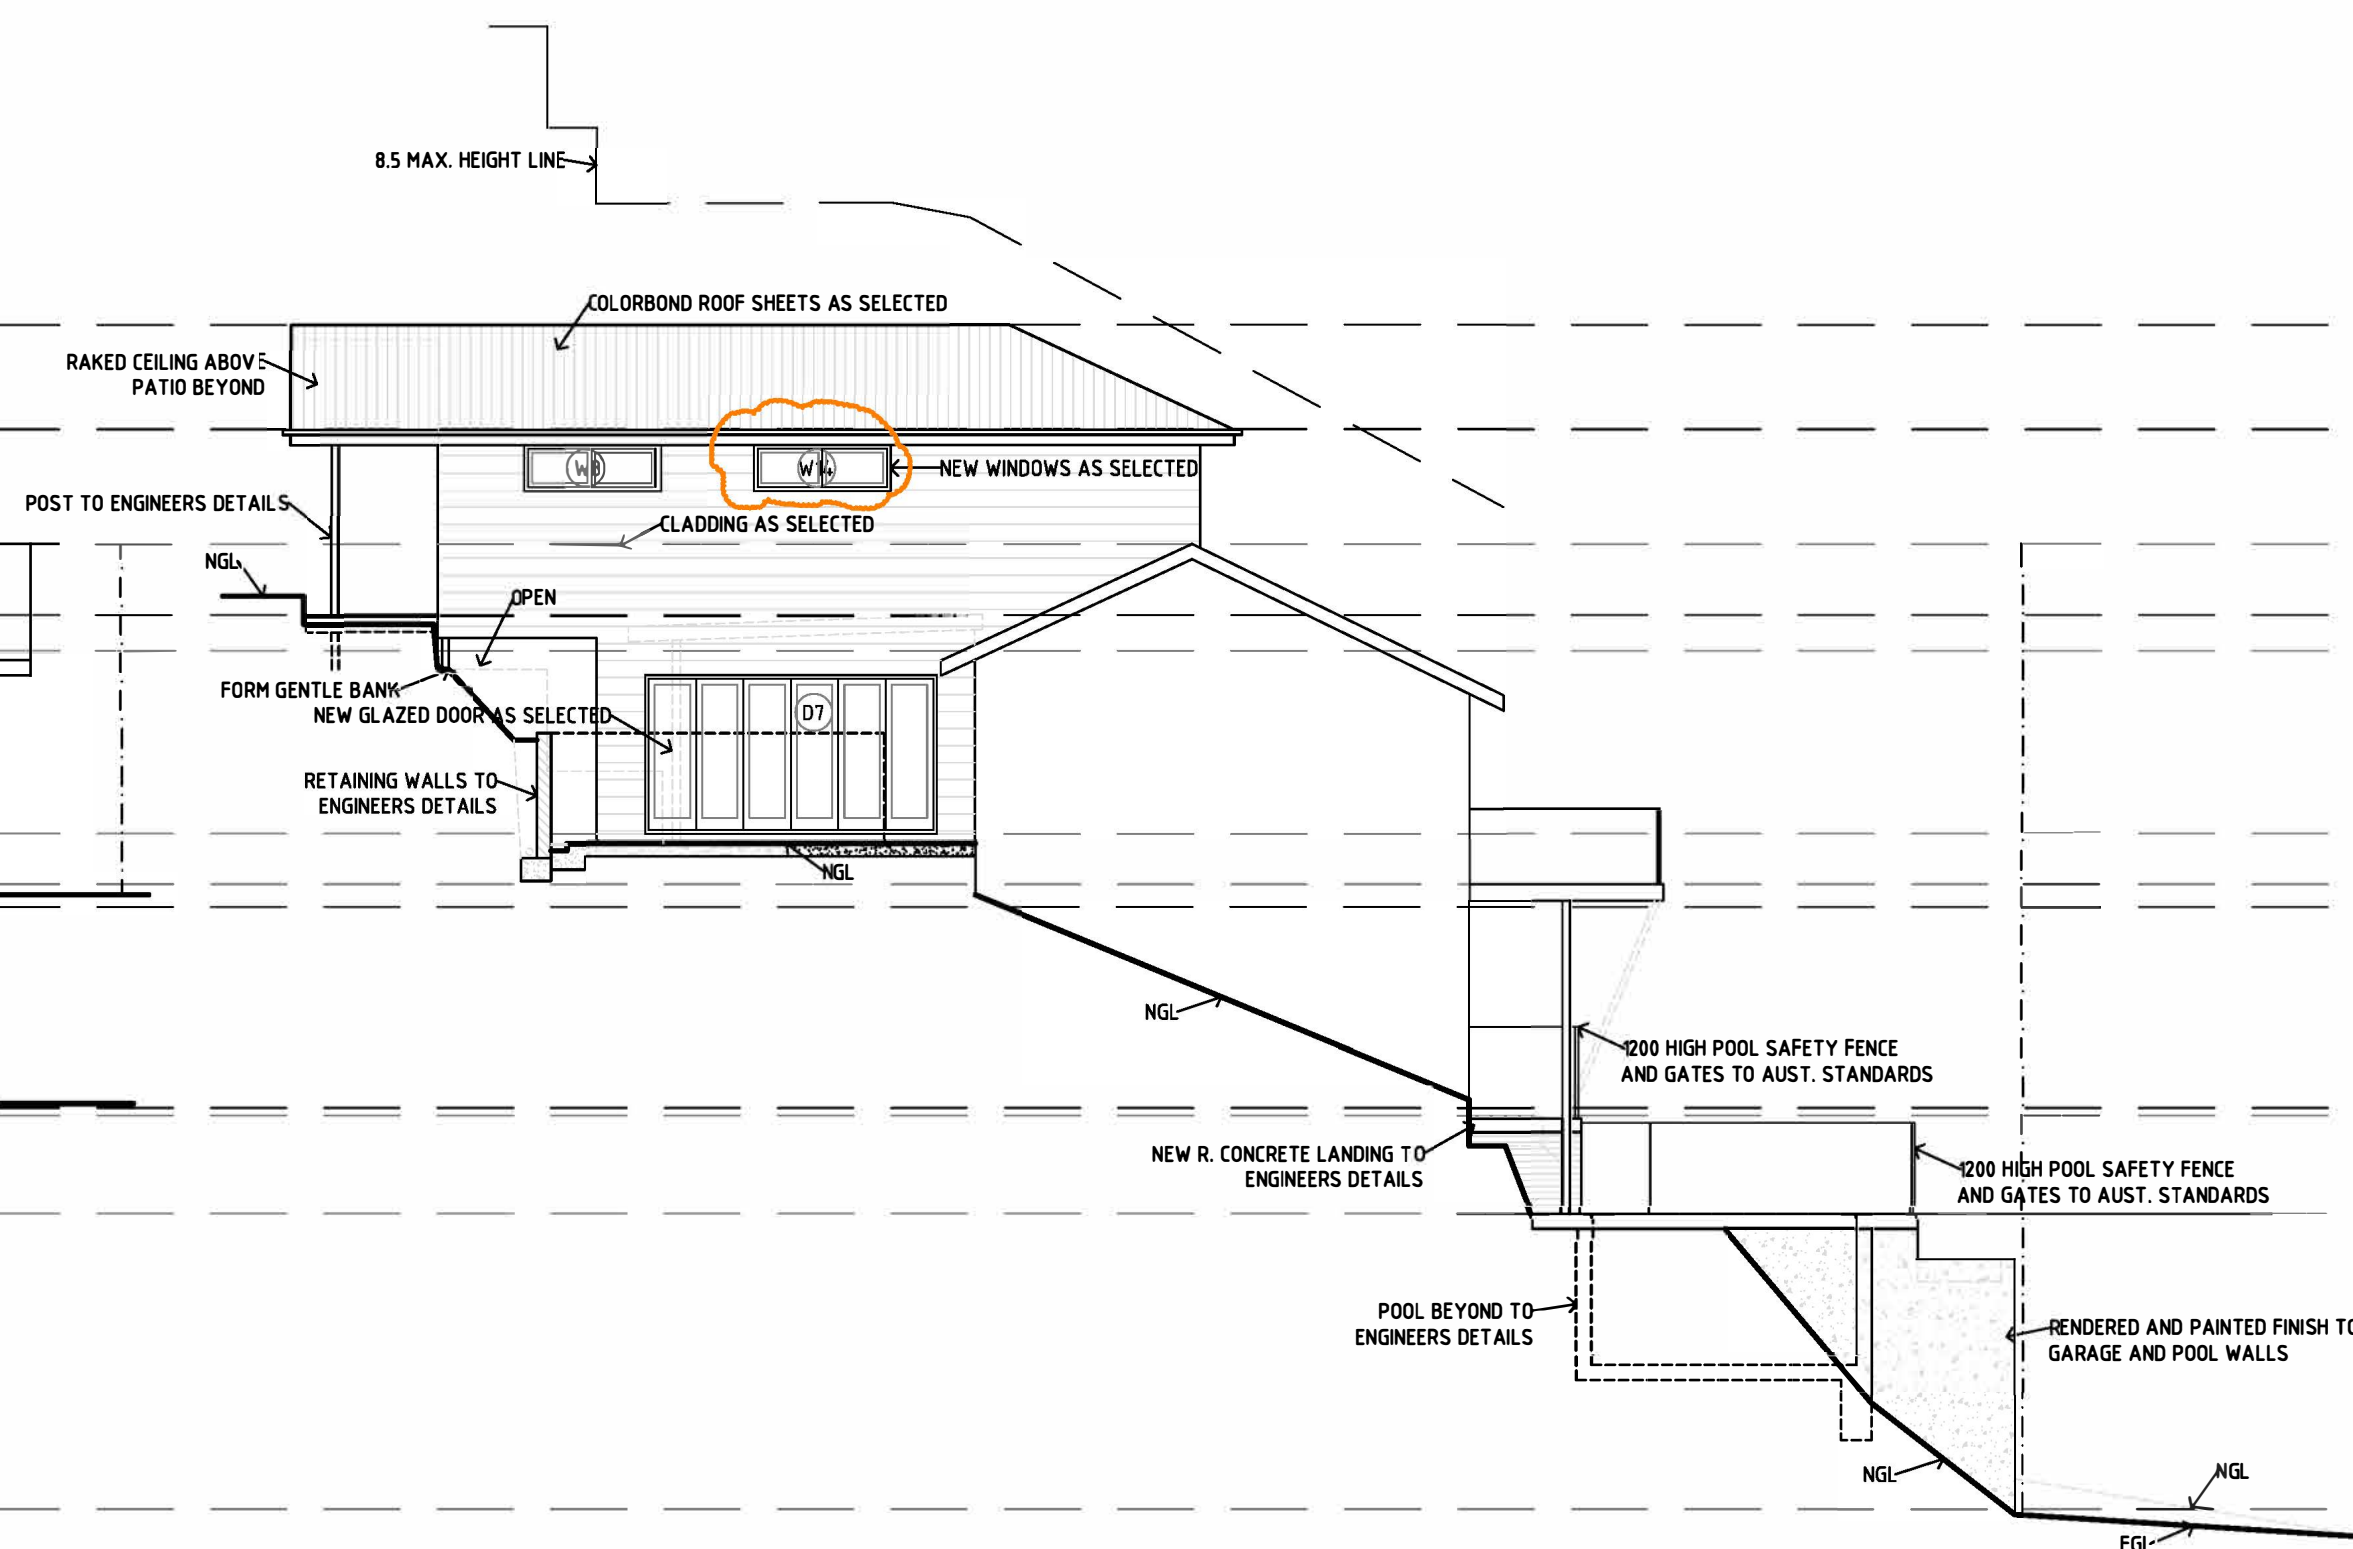 8.5 MAX. HEIGHT LINE
COLORBOND ROOF SHEETS AS SELECTED
RAKED CEILING ABOVE
PATIO BEYOND
W8
W14
NEW WINDOWS AS SELECTED
POST TO ENGINEERS DETAILS
CLADDING AS SELECTED
NGL
OPEN
FORM GENTLE BANK
NEW GLAZED DOOR AS SELECTED
D7
RETAINING WALLS TO
ENGINEERS DETAILS
NGL
NGL
1200 HIGH POOL SAFETY FENCE
AND GATES TO AUST. STANDARDS
NEW R. CONCRETE LANDING TO
ENGINEERS DETAILS
1200 HIGH POOL SAFETY FENCE
AND GATES TO AUST. STANDARDS
POOL BEYOND TO
ENGINEERS DETAILS
RENDERED AND PAINTED FINISH TO
GARAGE AND POOL WALLS
NGL
NGL